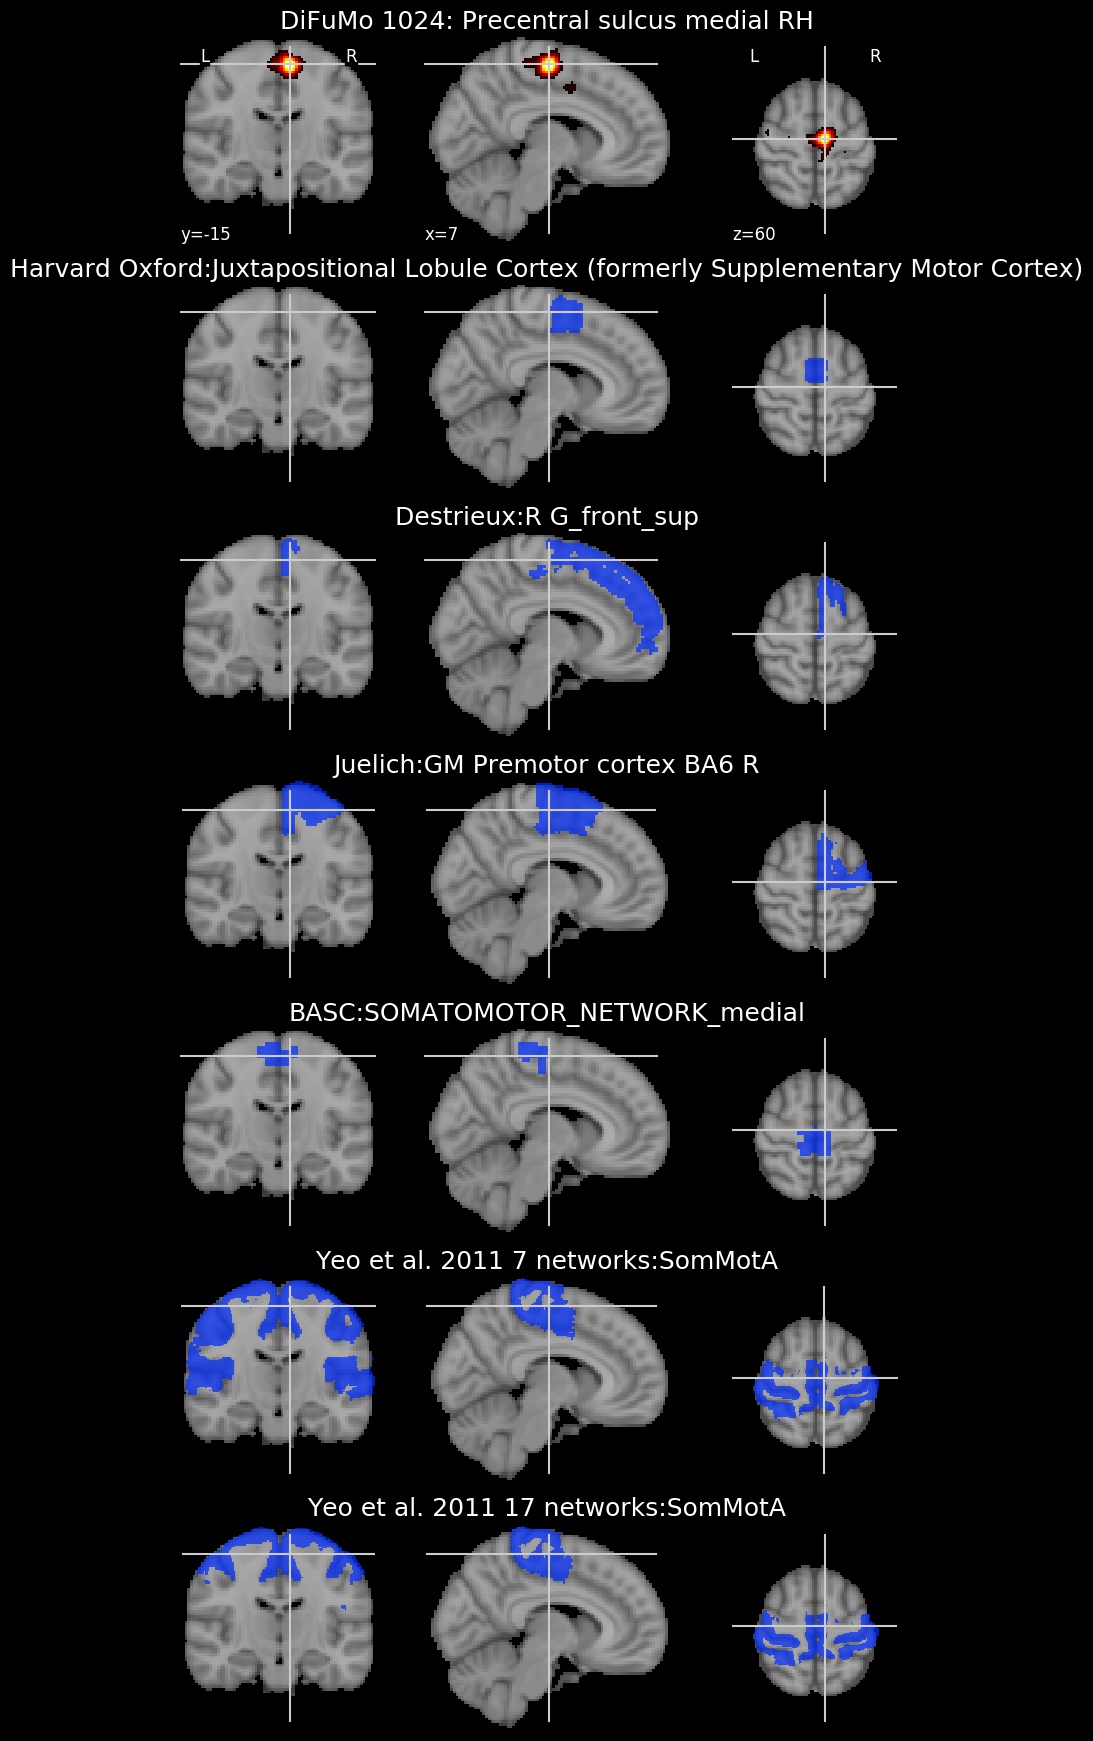 DiFuMo 1024: Precentral sulcus medial RH
L R L R
y=-15 x=7 z=60
Harvard Oxford:Juxtapositional Lobule Cortex (formerly Supplementary Motor Cortex)
Destrieux:R G_front_sup
Juelich:GM Premotor cortex BA6 R
BASC:SOMATOMOTOR_NETWORK_medial
Yeo et al. 2011 7 networks:SomMotA
Yeo et al. 2011 17 networks:SomMotA